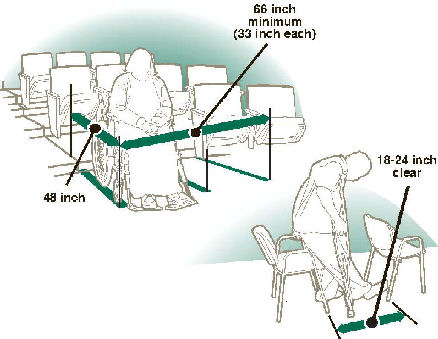 66 inch
minimum
(33 inch each)
48 inch
18-24 inch
clear